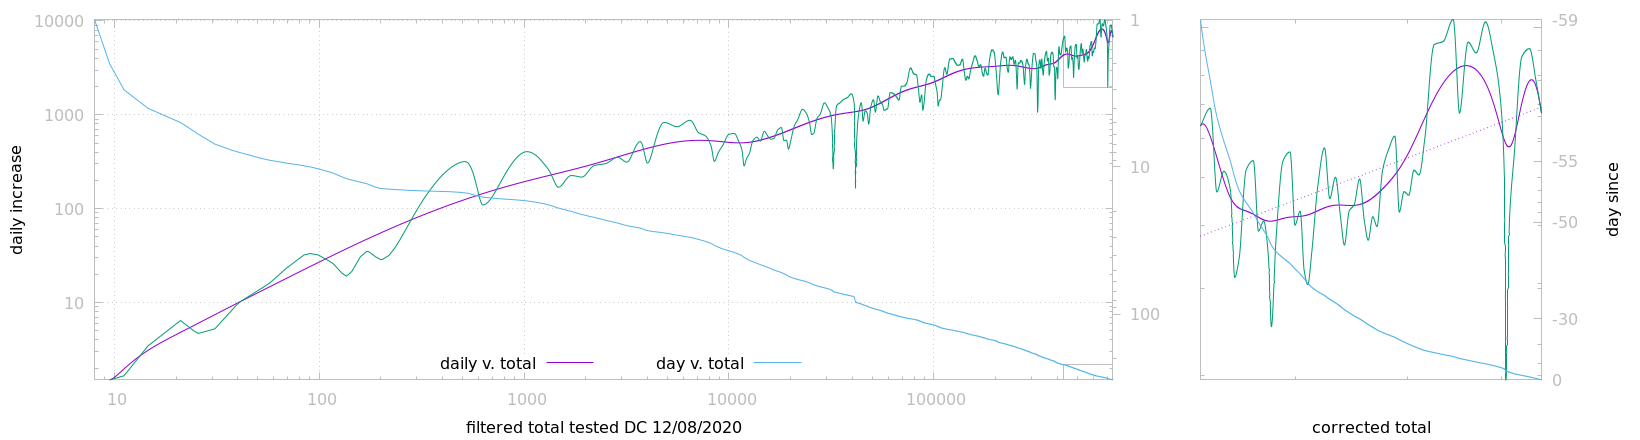 10000
1000
100
10
daily increase
1
10
100
daily v. total
day v. total
10
100
1000
10000
100000
filtered total tested DC 12/08/2020
-59
-55
-50
-30
0
day since
corrected total